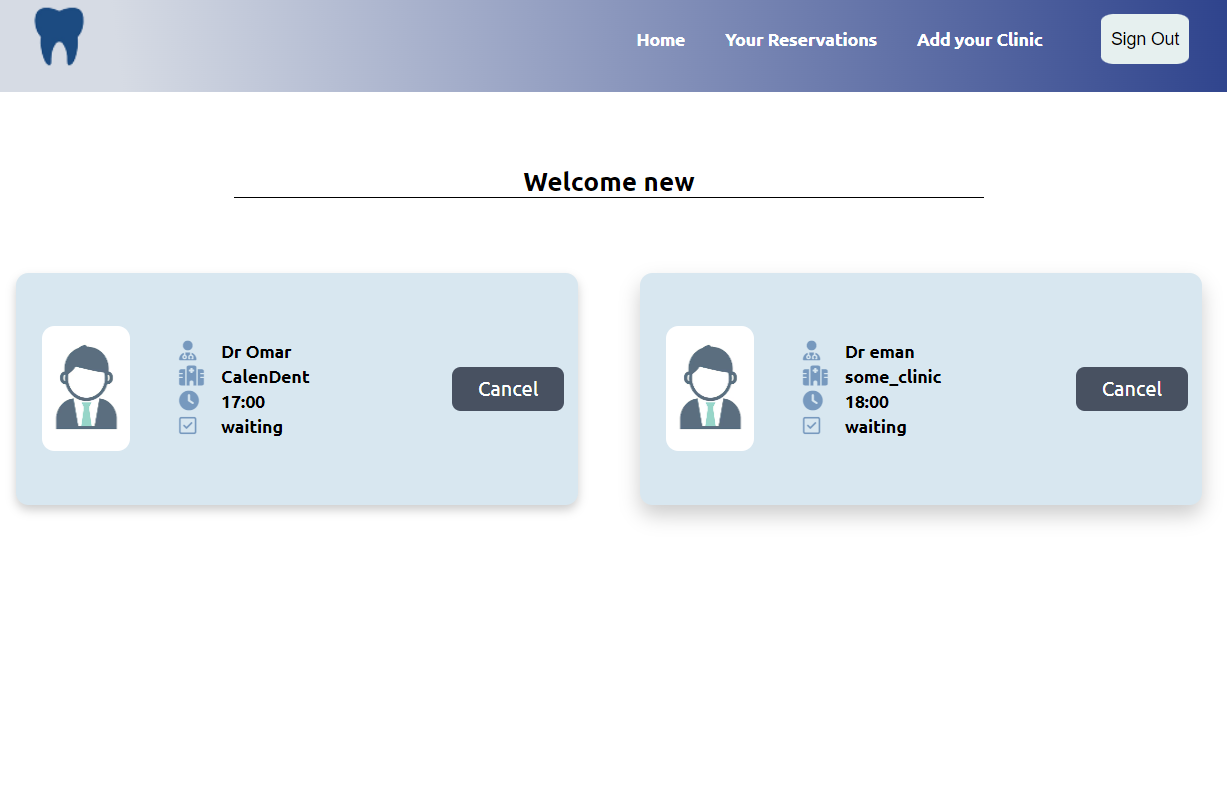 Home Your Reservations Add your Clinic Sign Out
Welcome new
Dr Omar
CalenDent
17:00
waiting
Cancel
Dr eman
some_clinic
18:00
waiting
Cancel